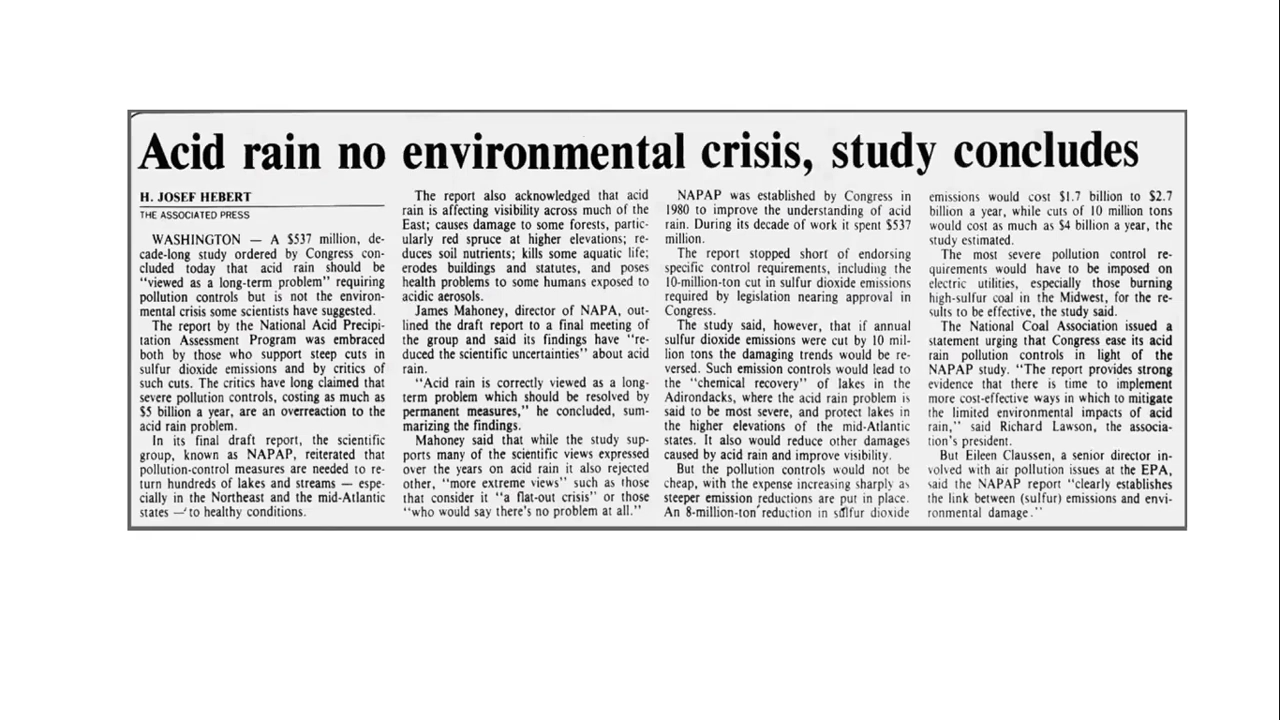 Acid rain no environmental crisis, study concludes
H. JOSEF HEBERT
THE ASSOCIATED PRESS
WASHINGTON — A $537 million, de-
cade-long study ordered by Congress con-
cluded today that acid rain should be
"viewed as a long-term problem" requiring
pollution controls but is not the environ-
mental crisis some scientists have suggested.
The report by the National Acid Precipi-
tation Assessment Program was embraced
both by those who support steep cuts in
sulfur dioxide emissions and by critics of
such cuts. The critics have long claimed that
severe pollution controls, costing as much as
$5 billion a year, are an overreaction to the
acid rain problem.
In its final draft report, the scientific
group, known as NAPAP, reiterated that
pollution-control measures are needed to re-
turn hundreds of lakes and streams — espe-
cially in the Northeast and the mid-Atlantic
states — to healthy conditions.
The report also acknowledged that acid
rain is affecting visibility across much of the
East; causes damage to some forests, partic-
ularly red spruce at higher elevations; re-
duces soil nutrients; kills some aquatic life;
erodes buildings and statutes, and poses
health problems to some humans exposed to
acidic aerosols.
James Mahoney, director of NAPA, out-
lined the draft report to a final meeting of
the group and said its findings have "re-
duced the scientific uncertainties" about acid
rain.
"Acid rain is correctly viewed as a long-
term problem which should be resolved by
permanent measures," he concluded, sum-
marizing the findings.
Mahoney said that while the study sup-
ports many of the scientific views expressed
over the years on acid rain it also rejected
other, "more extreme views" such as those
that consider it "a flat-out crisis" or those
"who would say there's no problem at all."
NAPAP was established by Congress in
1980 to improve the understanding of acid
rain. During its decade of work it spent $537
million.
The report stopped short of endorsing
specific control requirements, including the
10-million-ton cut in sulfur dioxide emissions
required by legislation nearing approval in
Congress.
The study said, however, that if annual
sulfur dioxide emissions were cut by 10 mil-
lion tons the damaging trends would be re-
versed. Such emission controls would lead to
the "chemical recovery" of lakes in the
Adirondacks, where the acid rain problem is
said to be most severe, and protect lakes in
the higher elevations of the mid-Atlantic
states. It also would reduce other damages
caused by acid rain and improve visibility.
But the pollution controls would not be
cheap, with the expense increasing sharply as
steeper emission reductions are put in place.
An 8-million-ton reduction in sulfur dioxide
emissions would cost $1.7 billion to $2.7
billion a year, while cuts of 10 million tons
would cost as much as $4 billion a year, the
study estimated.
The most severe pollution control re-
quirements would have to be imposed on
electric utilities, especially those burning
high-sulfur coal in the Midwest, for the re-
sults to be effective, the study said.
The National Coal Association issued a
statement urging that Congress ease its acid
rain pollution controls in light of the
NAPAP study. "The report provides strong
evidence that there is time to implement
more cost-effective ways in which to mitigate
the limited environmental impacts of acid
rain," said Richard Lawson, the associa-
tion's president.
But Eileen Claussen, a senior director in-
volved with air pollution issues at the EPA,
said the NAPAP report "clearly establishes
the link between (sulfur) emissions and envi-
ronmental damage."